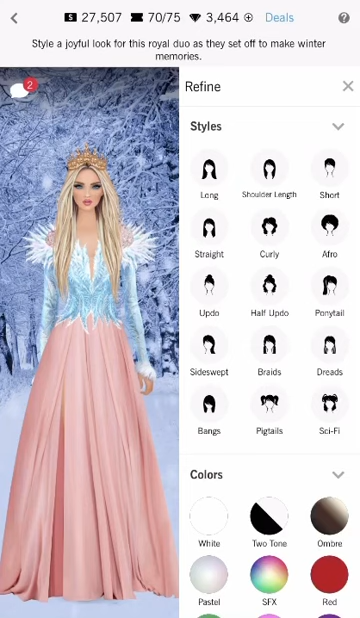 S 27,507 70/75 3,464 Deals ?
Style a joyful look for this royal duo as they set off to make winter
memories.
2
Refine
Styles
Long Shoulder Length Short
Straight Curly Afro
Updo Half Updo Ponytail
Sideswept Braids Dreads
Bangs Pigtails Sci-Fi
Colors
White Two Tone Ombre
Pastel SFX Red